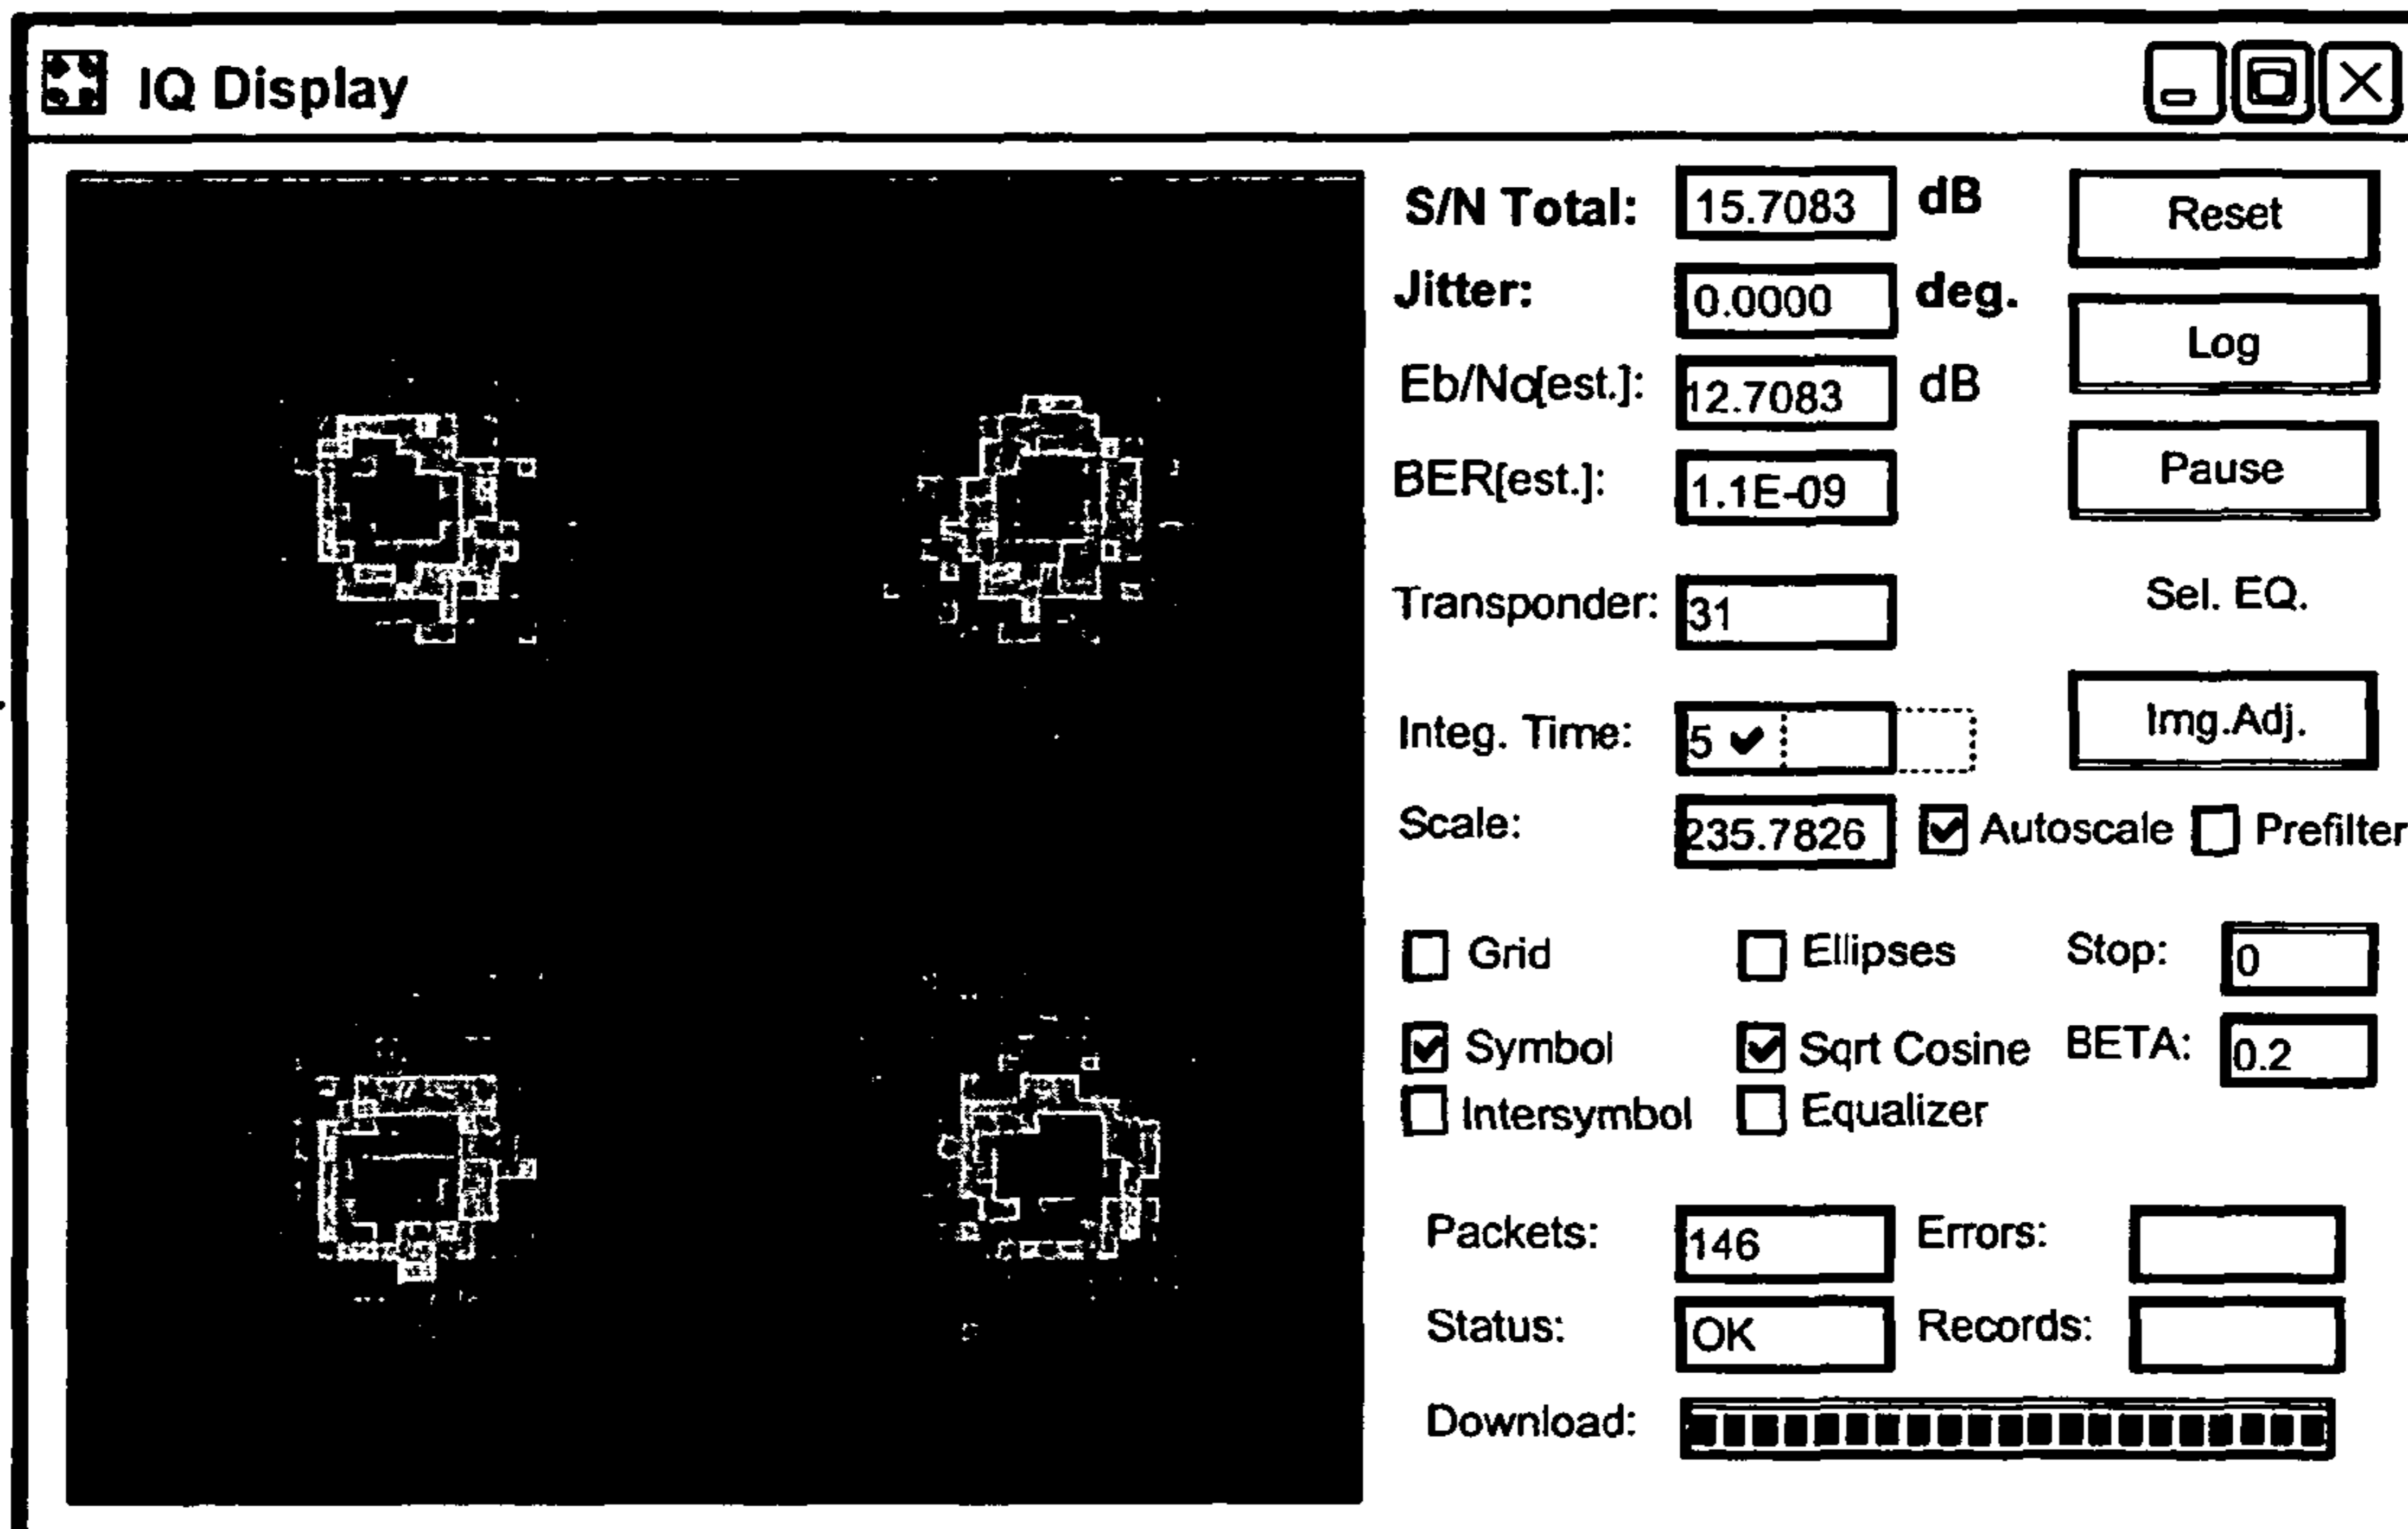 IQ Display
S/N Total: 15.7083 dB Reset
Jitter: 0.0000 deg. Log
Eb/No[est.]: 12.7083 dB
BER[est.]: 1.1E-09 Pause
Transponder: 31 Sel. EQ.
Integ. Time: 5 Img.Adj.
Scale: 235.7826 Autoscale Prefilter
Grid Ellipses Stop: 0
Symbol Sqrt Cosine BETA: 0.2
Intersymbol Equalizer
Packets: 146 Errors:
Status: OK Records:
Download: